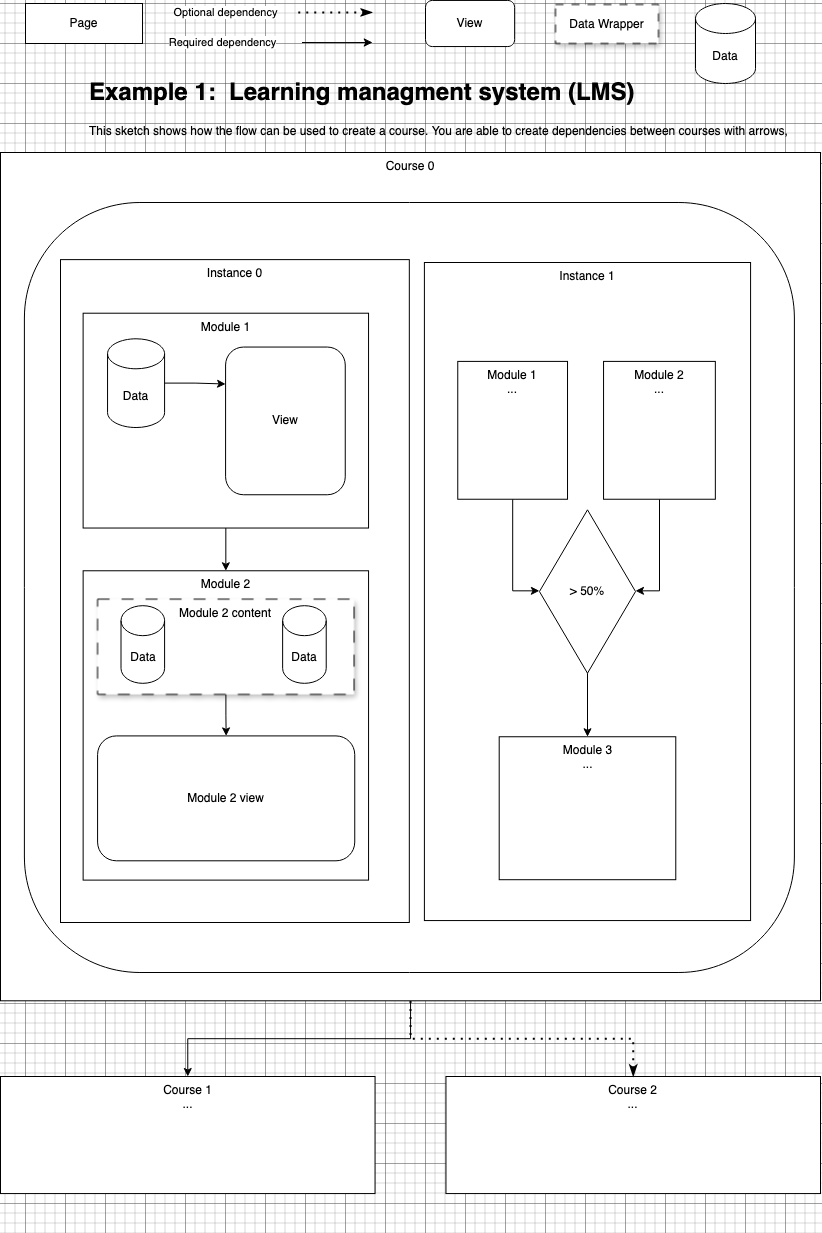 Page
Optional dependency
Required dependency
View
Data Wrapper
Data
Example 1:  Learning managment system (LMS)
This sketch shows how the flow can be used to create a course. You are able to create dependencies between courses with arrows,
Course 0
Instance 0
Module 1
Data
View
Module 2
Module 2 content
Data
Data
Module 2 view
Instance 1
Module 1
...
Module 2
...
> 50%
Module 3
...
Course 1
...
Course 2
...